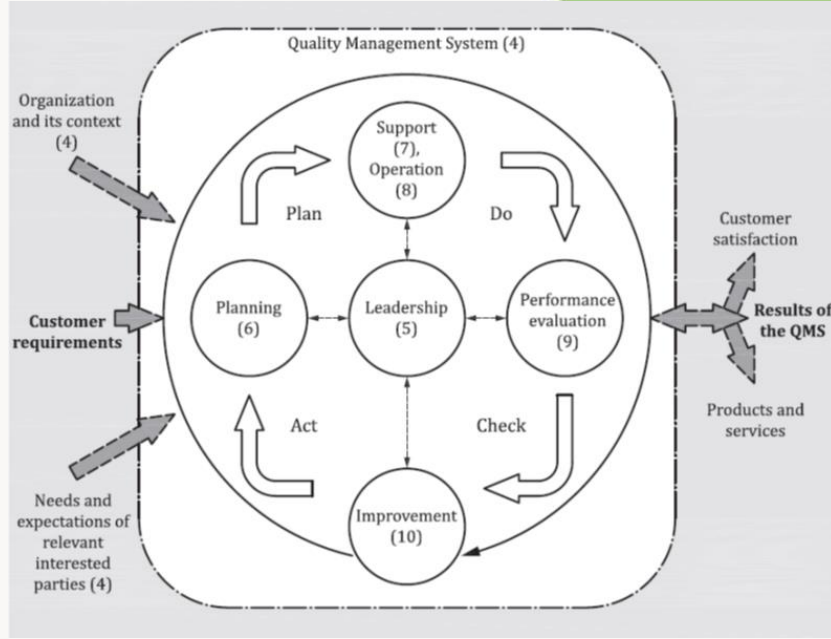 Quality Management System (4)
Organization
and its context
(4)
Support
(7),
Operation
(8)
Plan
Do
Customer
satisfaction
Planning
(6)
Leadership
(5)
Performance
evaluation
(9)
Customer
requirements
Results of
the QMS
Act
Check
Products and
services
Needs and
expectations of
relevant
interested
parties (4)
Improvement
(10)